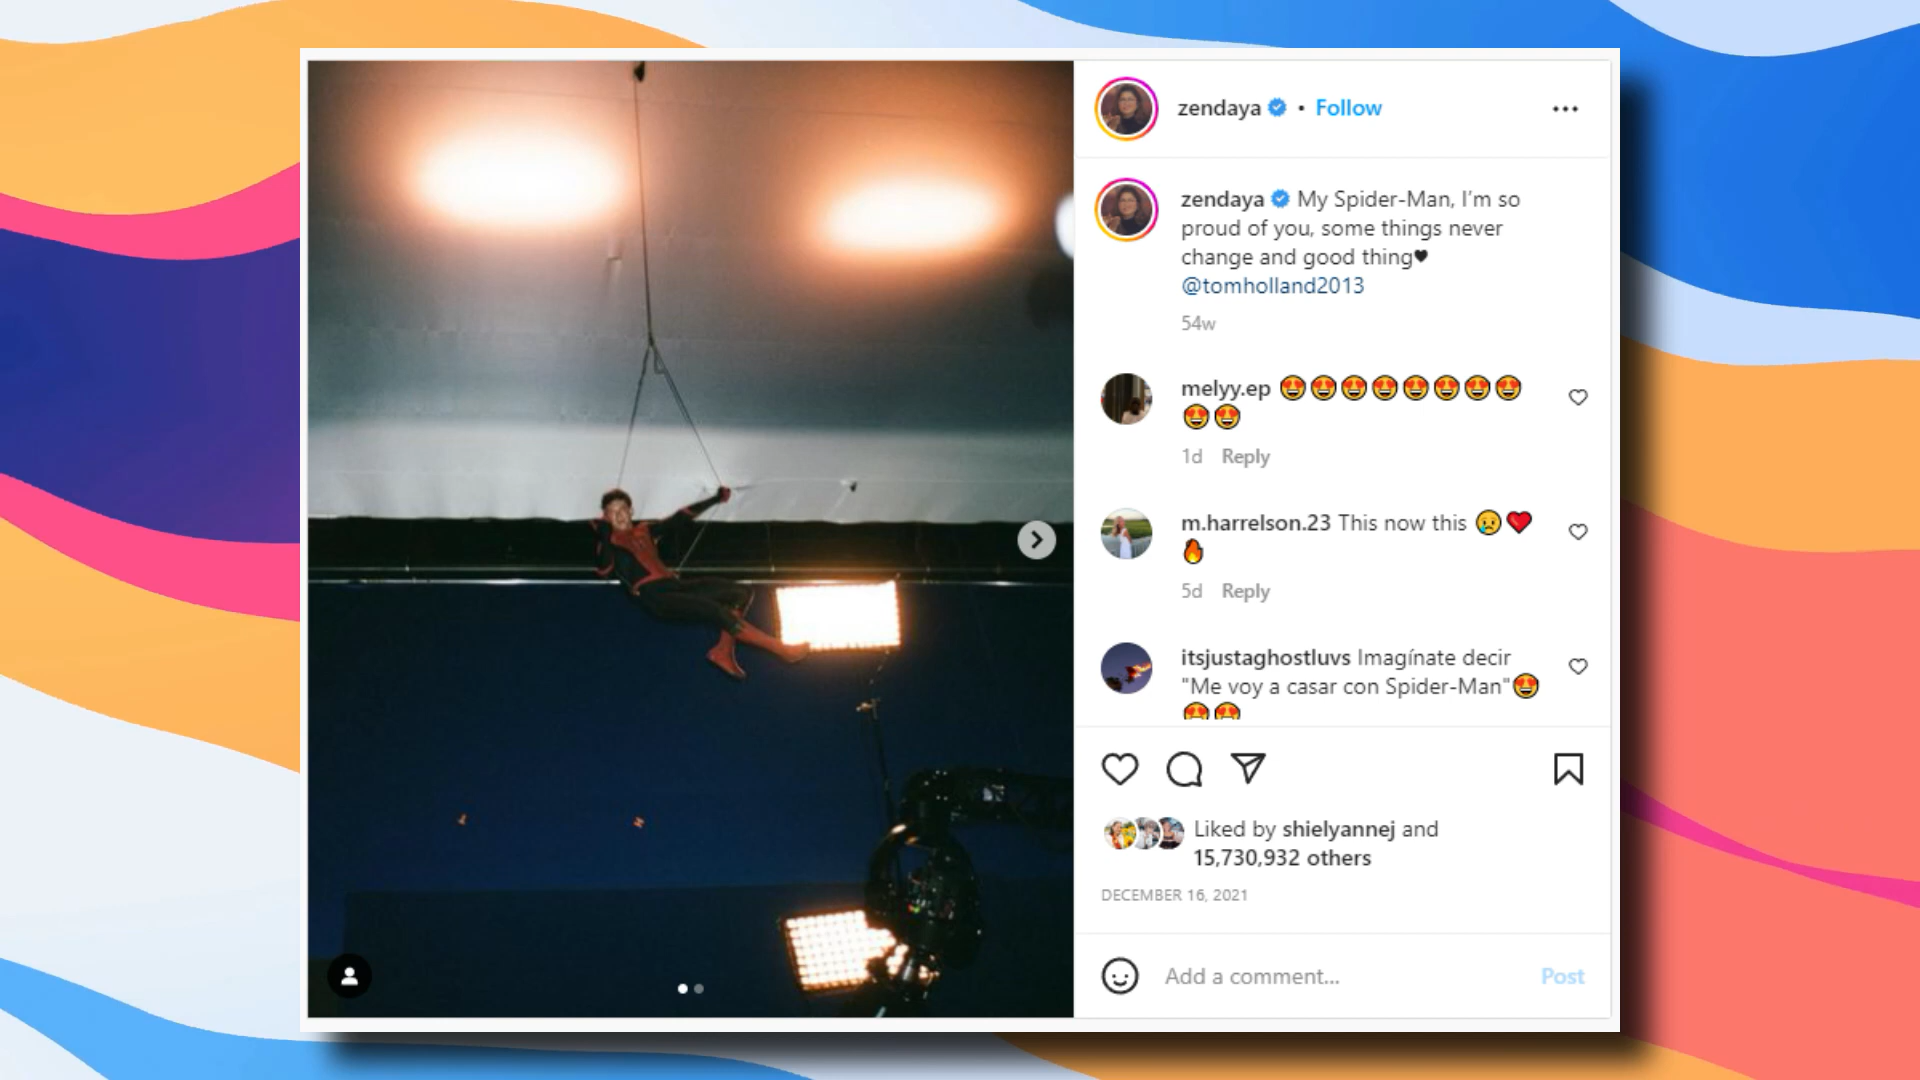 zendaya • Follow
zendaya My Spider-Man, I’m so
proud of you, some things never
change and good thing🖤
@tomholland2013
54w
melyy.ep 😍😍😍😍😍😍😍😍
😍😍
1d Reply
m.harrelson.23 This now this 😢❤️
🔥
5d Reply
itsjustaghostluvs Imagínate decir
"Me voy a casar con Spider-Man"😍
😍😍
Liked by shielyannej and
15,730,932 others
DECEMBER 16, 2021
Add a comment...
Post